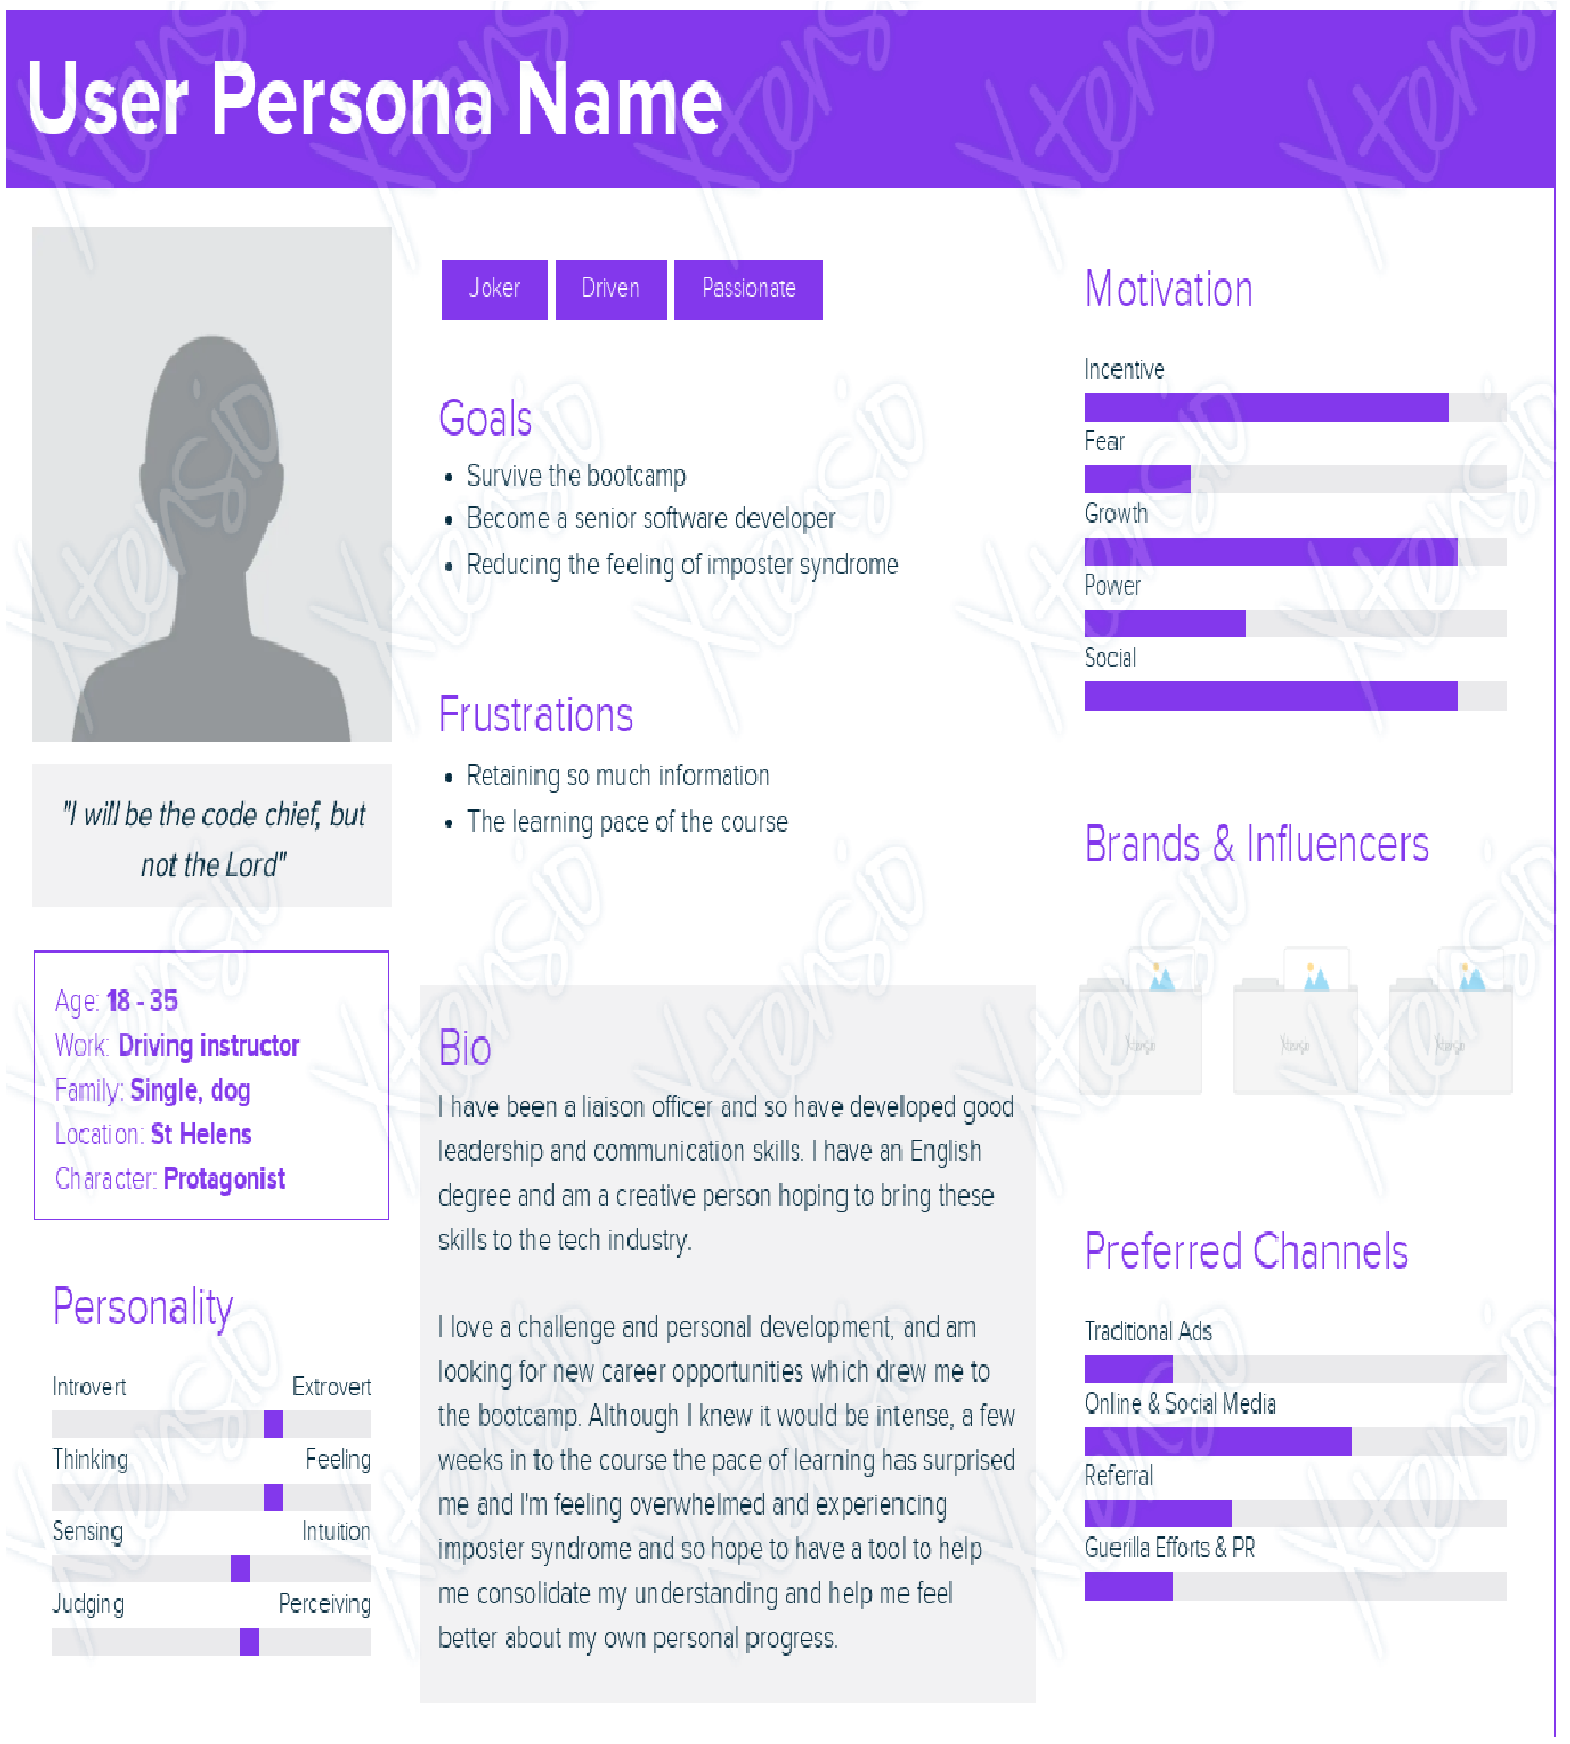 User Persona Name
Joker
Driven
Passionate
Goals
Survive the bootcamp
Become a senior software developer
Reducing the feeling of imposter syndrome
Frustrations
Retaining so much information
The learning pace of the course
"I will be the code chief, but
not the Lord"
Age: 18 - 35
Work: Driving instructor
Family: Single, dog
Location: St Helens
Character: Protagonist
Personality
Introvert Extrovert
Thinking Feeling
Sensing Intuition
Judging Perceiving
Bio
I have been a liaison officer and so have developed good
leadership and communication skills. I have an English
degree and am a creative person hoping to bring these
skills to the tech industry.
I love a challenge and personal development, and am
looking for new career opportunities which drew me to
the bootcamp. Although I knew it would be intense, a few
weeks in to the course the pace of learning has surprised
me and I'm feeling overwhelmed and experiencing
imposter syndrome and so hope to have a tool to help
me consolidate my understanding and help me feel
better about my own personal progress.
Motivation
Incentive
Fear
Growth
Power
Social
Brands & Influencers
Xtensio
Xtensio
Xtensio
Preferred Channels
Traditional Ads
Online & Social Media
Referral
Guerilla Efforts & PR